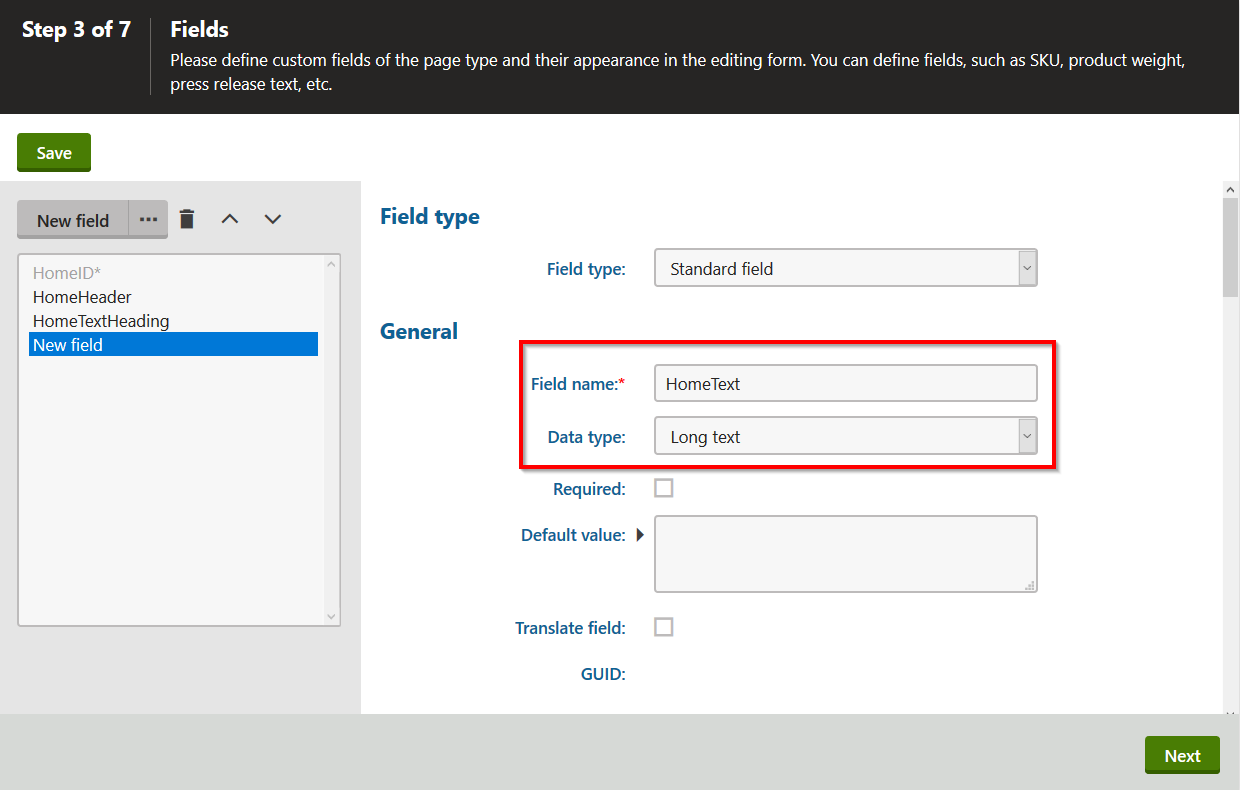 Step 3 of 7
Fields
Please define custom fields of the page type and their appearance in the editing form. You can define fields, such as SKU, product weight,
press release text, etc.
Save
New field
HomeID*
HomeHeader
HomeTextHeading
New field
Field type
Field type: Standard field
General
Field name:* HomeText
Data type: Long text
Required:
Default value:
Translate field:
GUID:
Next